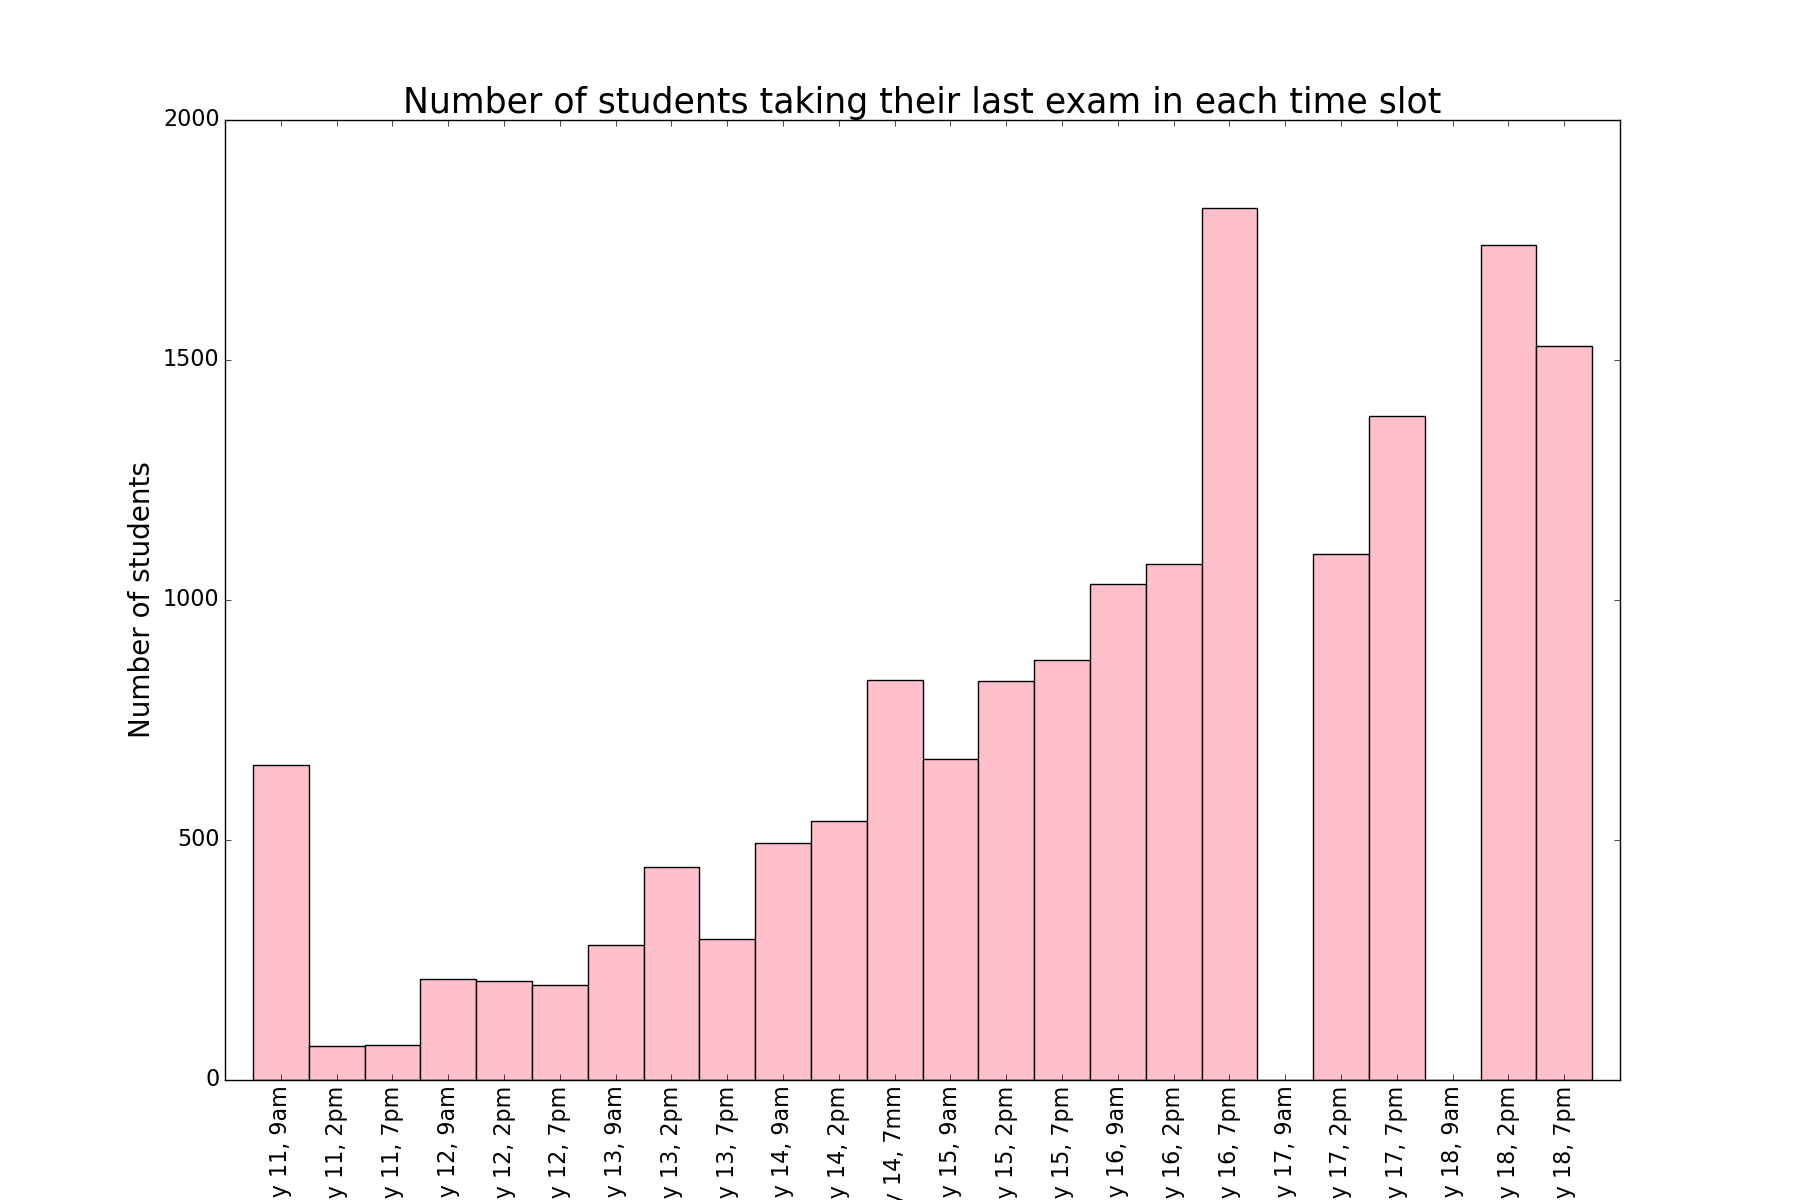 Number of students taking their last exam in each time slot
Number of students
2000
1500
1000
500
0
y 11, 9am
y 11, 2pm
y 11, 7pm
y 12, 9am
y 12, 2pm
y 12, 7pm
y 13, 9am
y 13, 2pm
y 13, 7pm
y 14, 9am
y 14, 2pm
y 14, 7mm
y 15, 9am
y 15, 2pm
y 15, 7pm
y 16, 9am
y 16, 2pm
y 16, 7pm
y 17, 9am
y 17, 2pm
y 17, 7pm
y 18, 9am
y 18, 2pm
y 18, 7pm